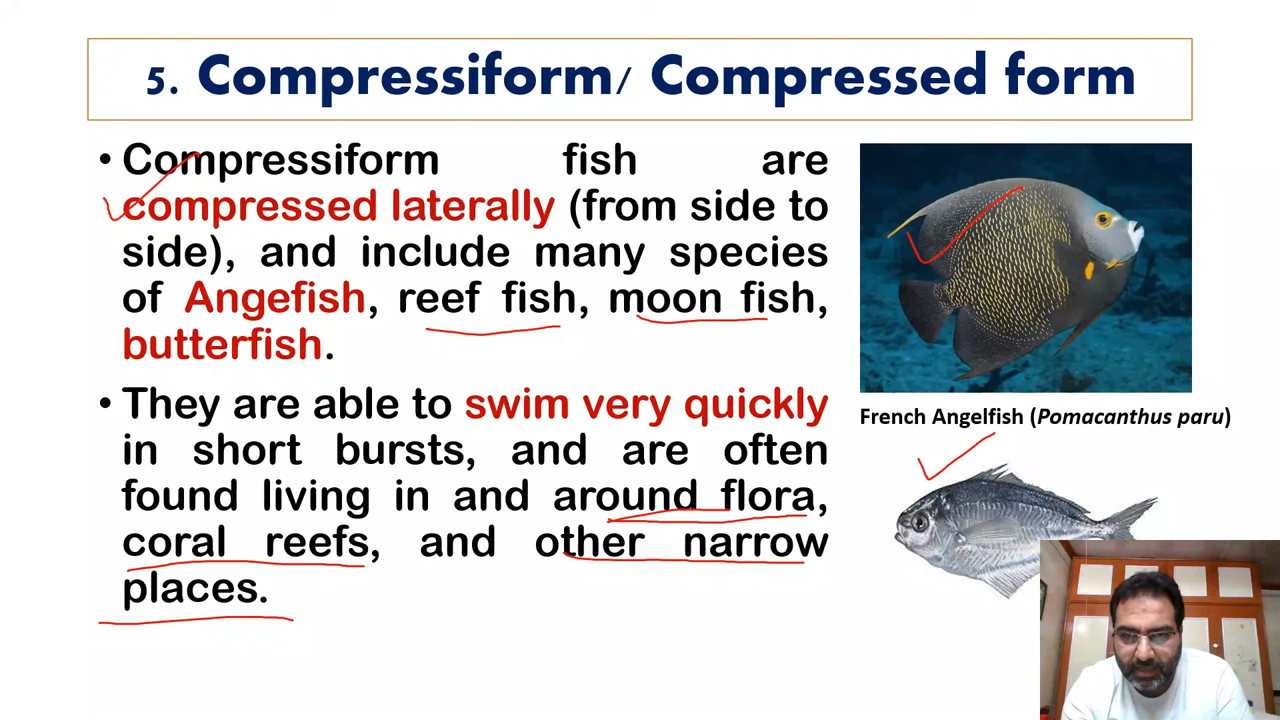 5. Compressiform/ Compressed form
• Compressiform fish are
compressed laterally (from side to
side), and include many species
of Angefish, reef fish, moon fish,
butterfish.
• They are able to swim very quickly
in short bursts, and are often
found living in and around flora,
coral reefs, and other narrow
places.
French Angelfish (Pomacanthus paru)